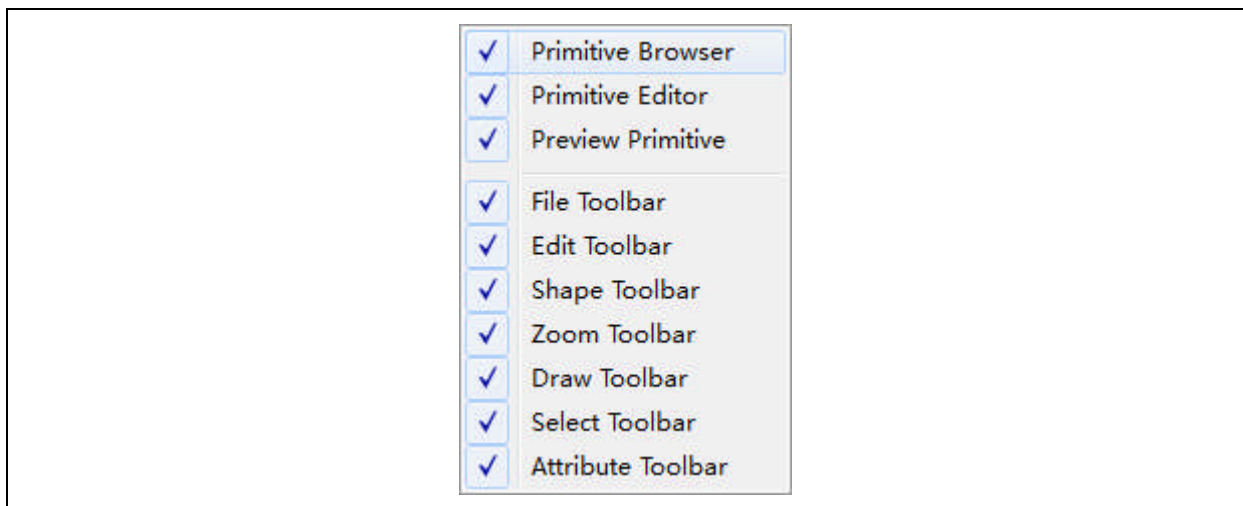 Primitive Browser
Primitive Editor
Preview Primitive
File Toolbar
Edit Toolbar
Shape Toolbar
Zoom Toolbar
Draw Toolbar
Select Toolbar
Attribute Toolbar